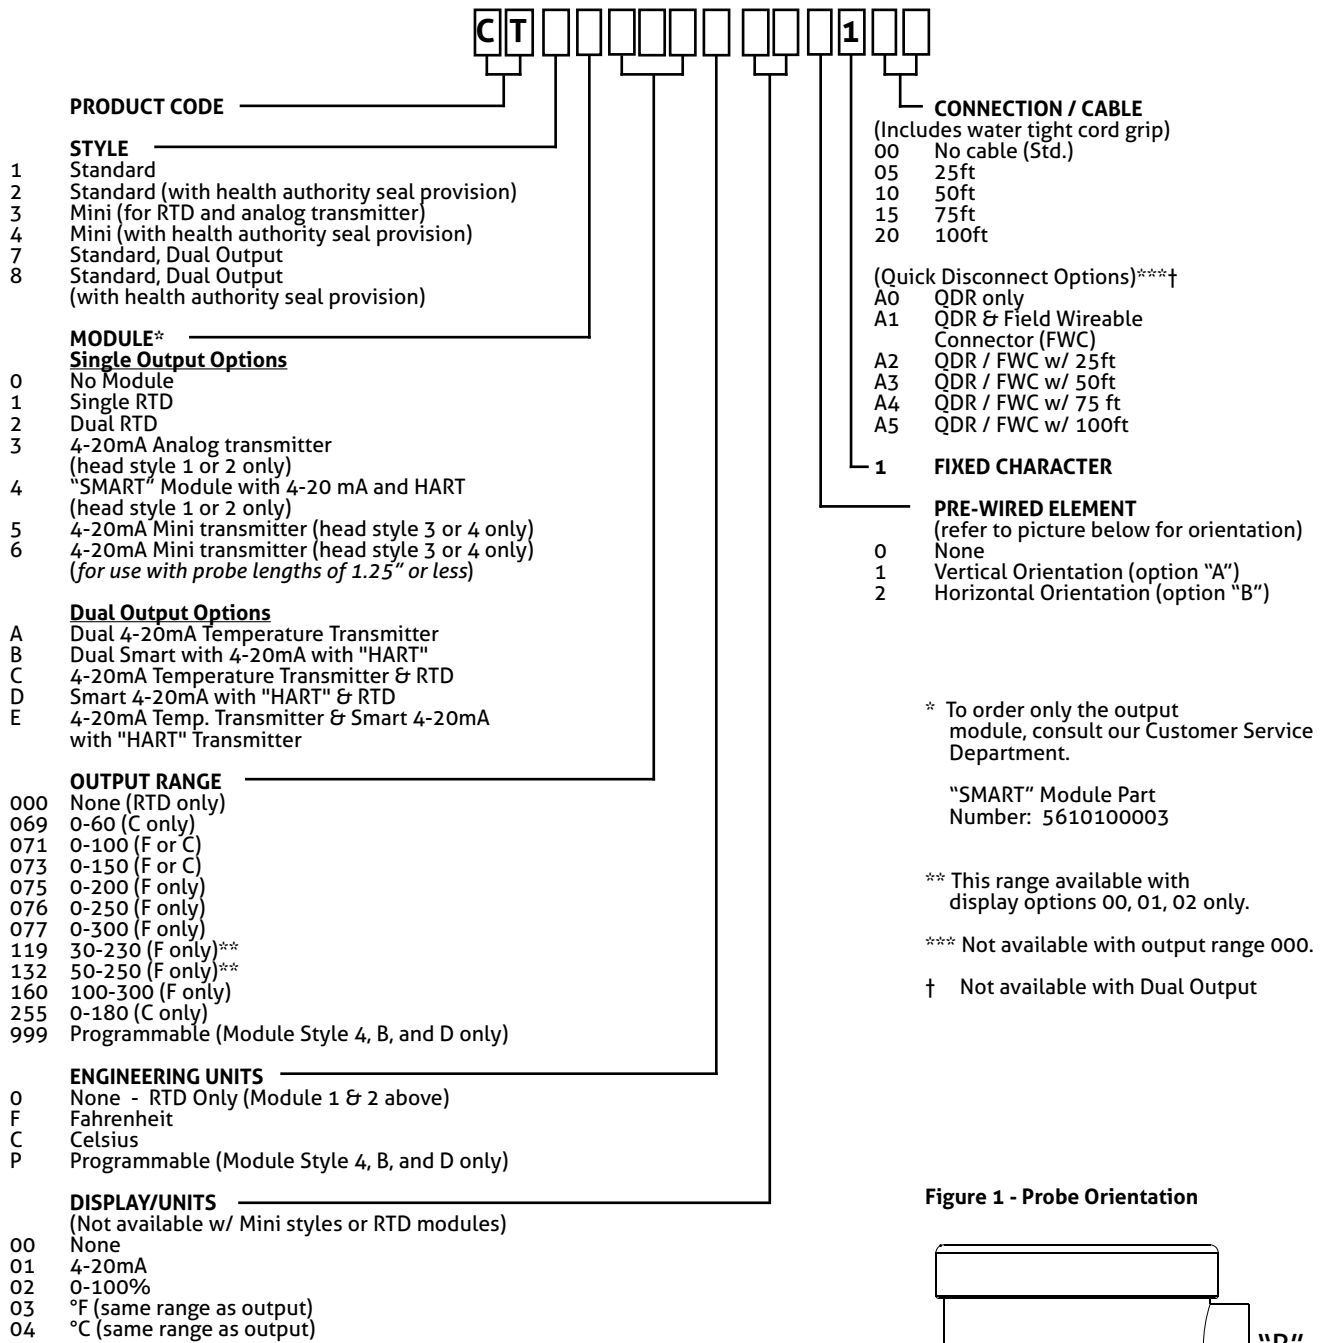 C T 1
PRODUCT CODE
STYLE
1 Standard
2 Standard (with health authority seal provision)
3 Mini (for RTD and analog transmitter)
4 Mini (with health authority seal provision)
7 Standard, Dual Output
8 Standard, Dual Output
(with health authority seal provision)
MODULE*
Single Output Options
0 No Module
1 Single RTD
2 Dual RTD
3 4-20mA Analog transmitter
(head style 1 or 2 only)
4 “SMART” Module with 4-20 mA and HART
(head style 1 or 2 only)
5 4-20mA Mini transmitter (head style 3 or 4 only)
6 4-20mA Mini transmitter (head style 3 or 4 only)
(for use with probe lengths of 1.25” or less)
Dual Output Options
A Dual 4-20mA Temperature Transmitter
B Dual Smart with 4-20mA with "HART"
C 4-20mA Temperature Transmitter & RTD
D Smart 4-20mA with "HART" & RTD
E 4-20mA Temp. Transmitter & Smart 4-20mA
with "HART" Transmitter
OUTPUT RANGE
000 None (RTD only)
069 0-60 (C only)
071 0-100 (F or C)
073 0-150 (F or C)
075 0-200 (F only)
076 0-250 (F only)
077 0-300 (F only)
119 30-230 (F only)**
132 50-250 (F only)**
160 100-300 (F only)
255 0-180 (C only)
999 Programmable (Module Style 4, B, and D only)
ENGINEERING UNITS
0 None - RTD Only (Module 1 & 2 above)
F Fahrenheit
C Celsius
P Programmable (Module Style 4, B, and D only)
DISPLAY/UNITS
(Not available w/ Mini styles or RTD modules)
00 None
01 4-20mA
02 0-100%
03 °F (same range as output)
04 °C (same range as output)
CONNECTION / CABLE
(Includes water tight cord grip)
00 No cable (Std.)
05 25ft
10 50ft
15 75ft
20 100ft
(Quick Disconnect Options)***†
A0 QDR only
A1 QDR & Field Wireable
Connector (FWC)
A2 QDR / FWC w/ 25ft
A3 QDR / FWC w/ 50ft
A4 QDR / FWC w/ 75 ft
A5 QDR / FWC w/ 100ft
1 FIXED CHARACTER
PRE-WIRED ELEMENT
(refer to picture below for orientation)
0 None
1 Vertical Orientation (option “A”)
2 Horizontal Orientation (option “B”)
* To order only the output
module, consult our Customer Service
Department.
“SMART” Module Part
Number: 5610100003
** This range available with
display options 00, 01, 02 only.
*** Not available with output range 000.
† Not available with Dual Output
Figure 1 - Probe Orientation
“B”